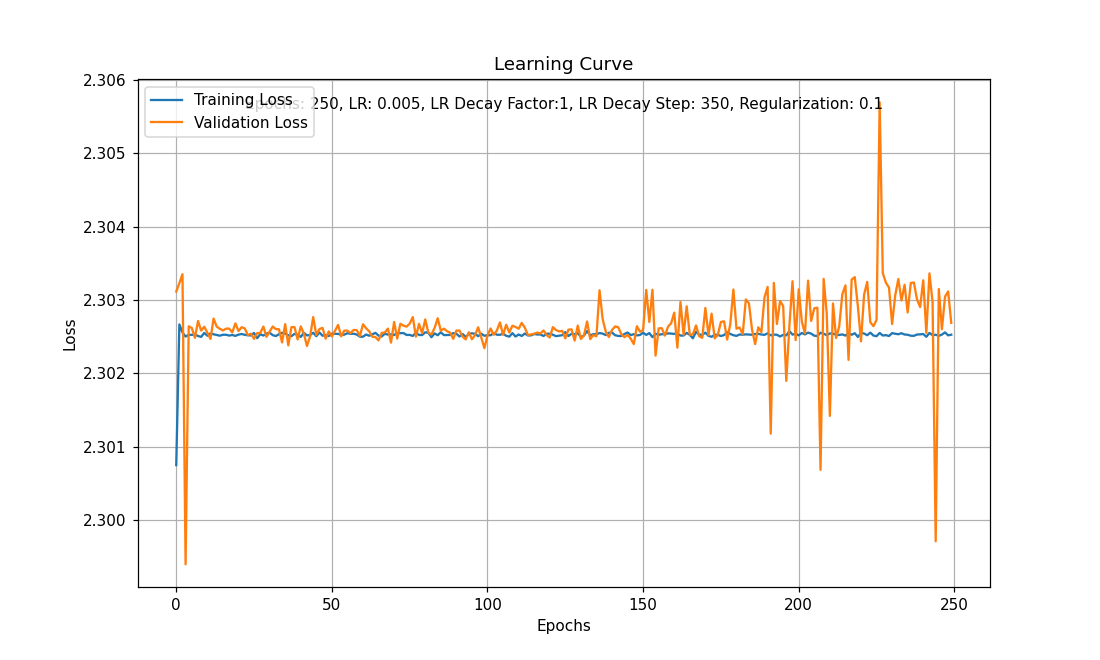 Learning Curve
2.306
2.305
2.304
2.303
2.302
2.301
2.300
Loss
Training Loss
Validation Loss
Epochs: 250, LR: 0.005, LR Decay Factor:1, LR Decay Step: 350, Regularization: 0.1
0 50 100 150 200 250
Epochs